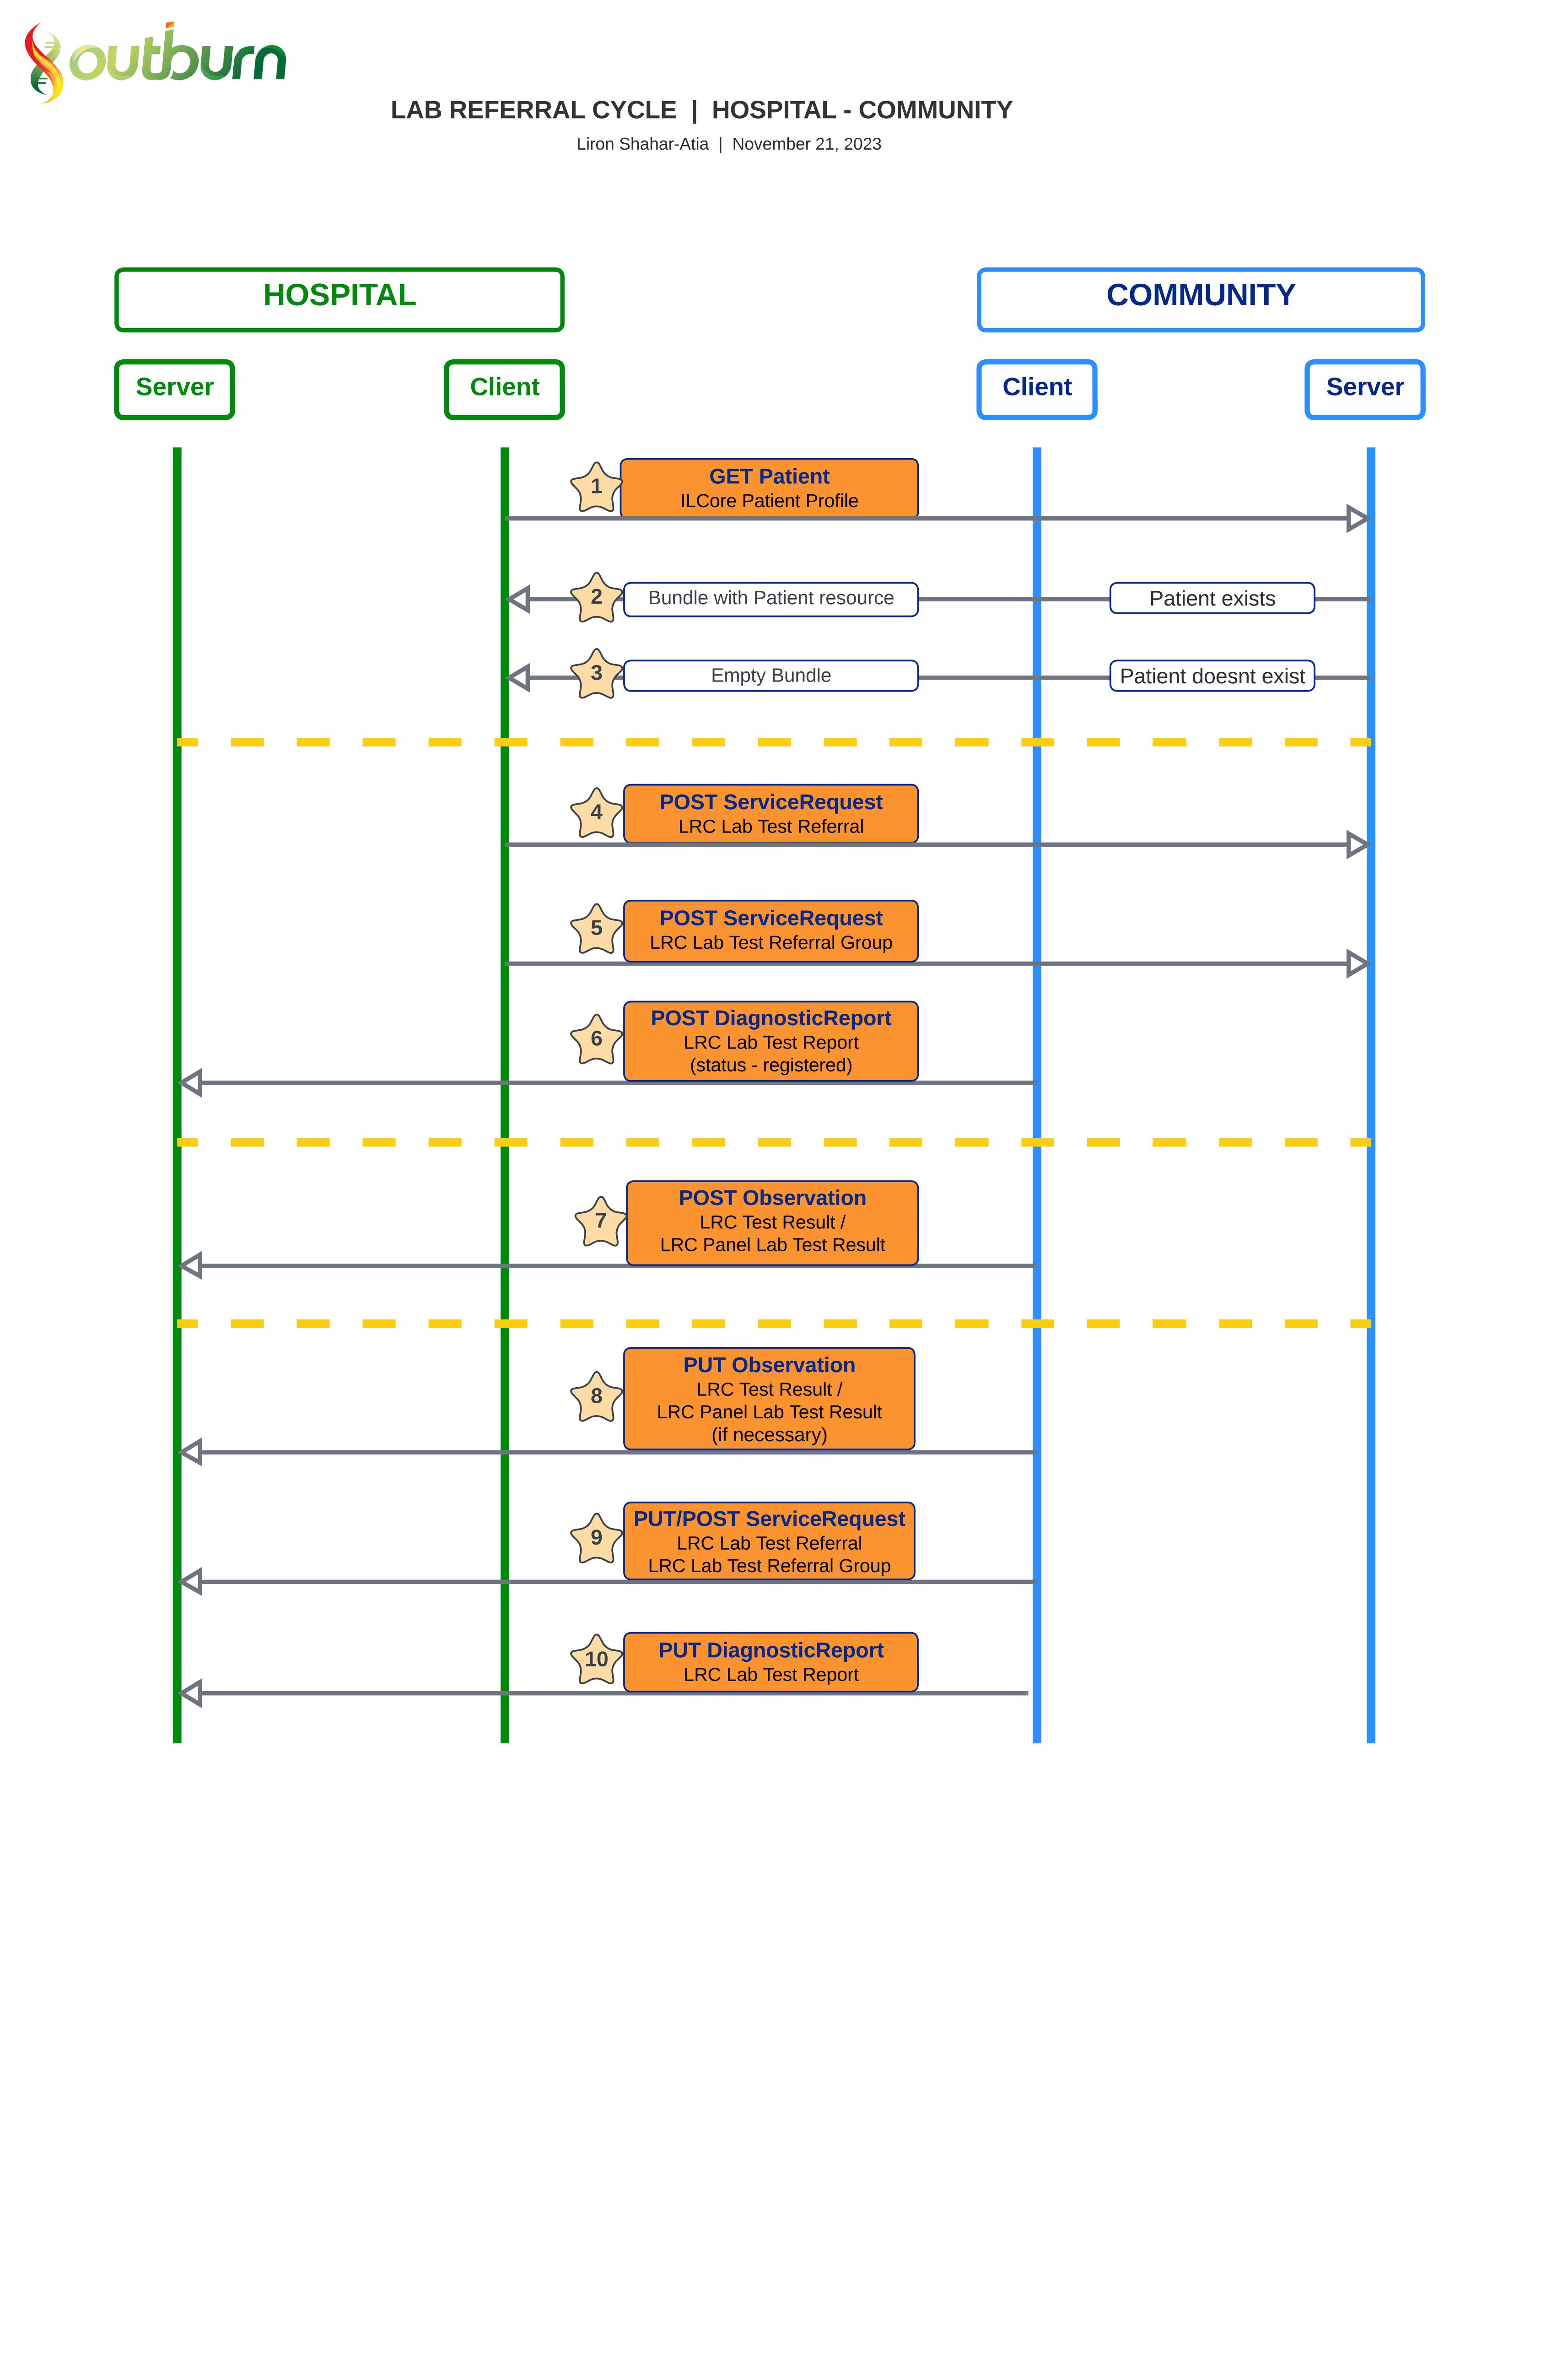 outburn
LAB REFERRAL CYCLE | HOSPITAL - COMMUNITY
Liron Shahar-Atia | November 21, 2023
HOSPITAL
COMMUNITY
Server
Client
Client
Server
1
GET Patient
ILCore Patient Profile
2
Bundle with Patient resource
Patient exists
3
Empty Bundle
Patient doesnt exist
4
POST ServiceRequest
LRC Lab Test Referral
5
POST ServiceRequest
LRC Lab Test Referral Group
6
POST DiagnosticReport
LRC Lab Test Report
(status - registered)
7
POST Observation
LRC Test Result /
LRC Panel Lab Test Result
8
PUT Observation
LRC Test Result /
LRC Panel Lab Test Result
(if necessary)
9
PUT/POST ServiceRequest
LRC Lab Test Referral
LRC Lab Test Referral Group
10
PUT DiagnosticReport
LRC Lab Test Report